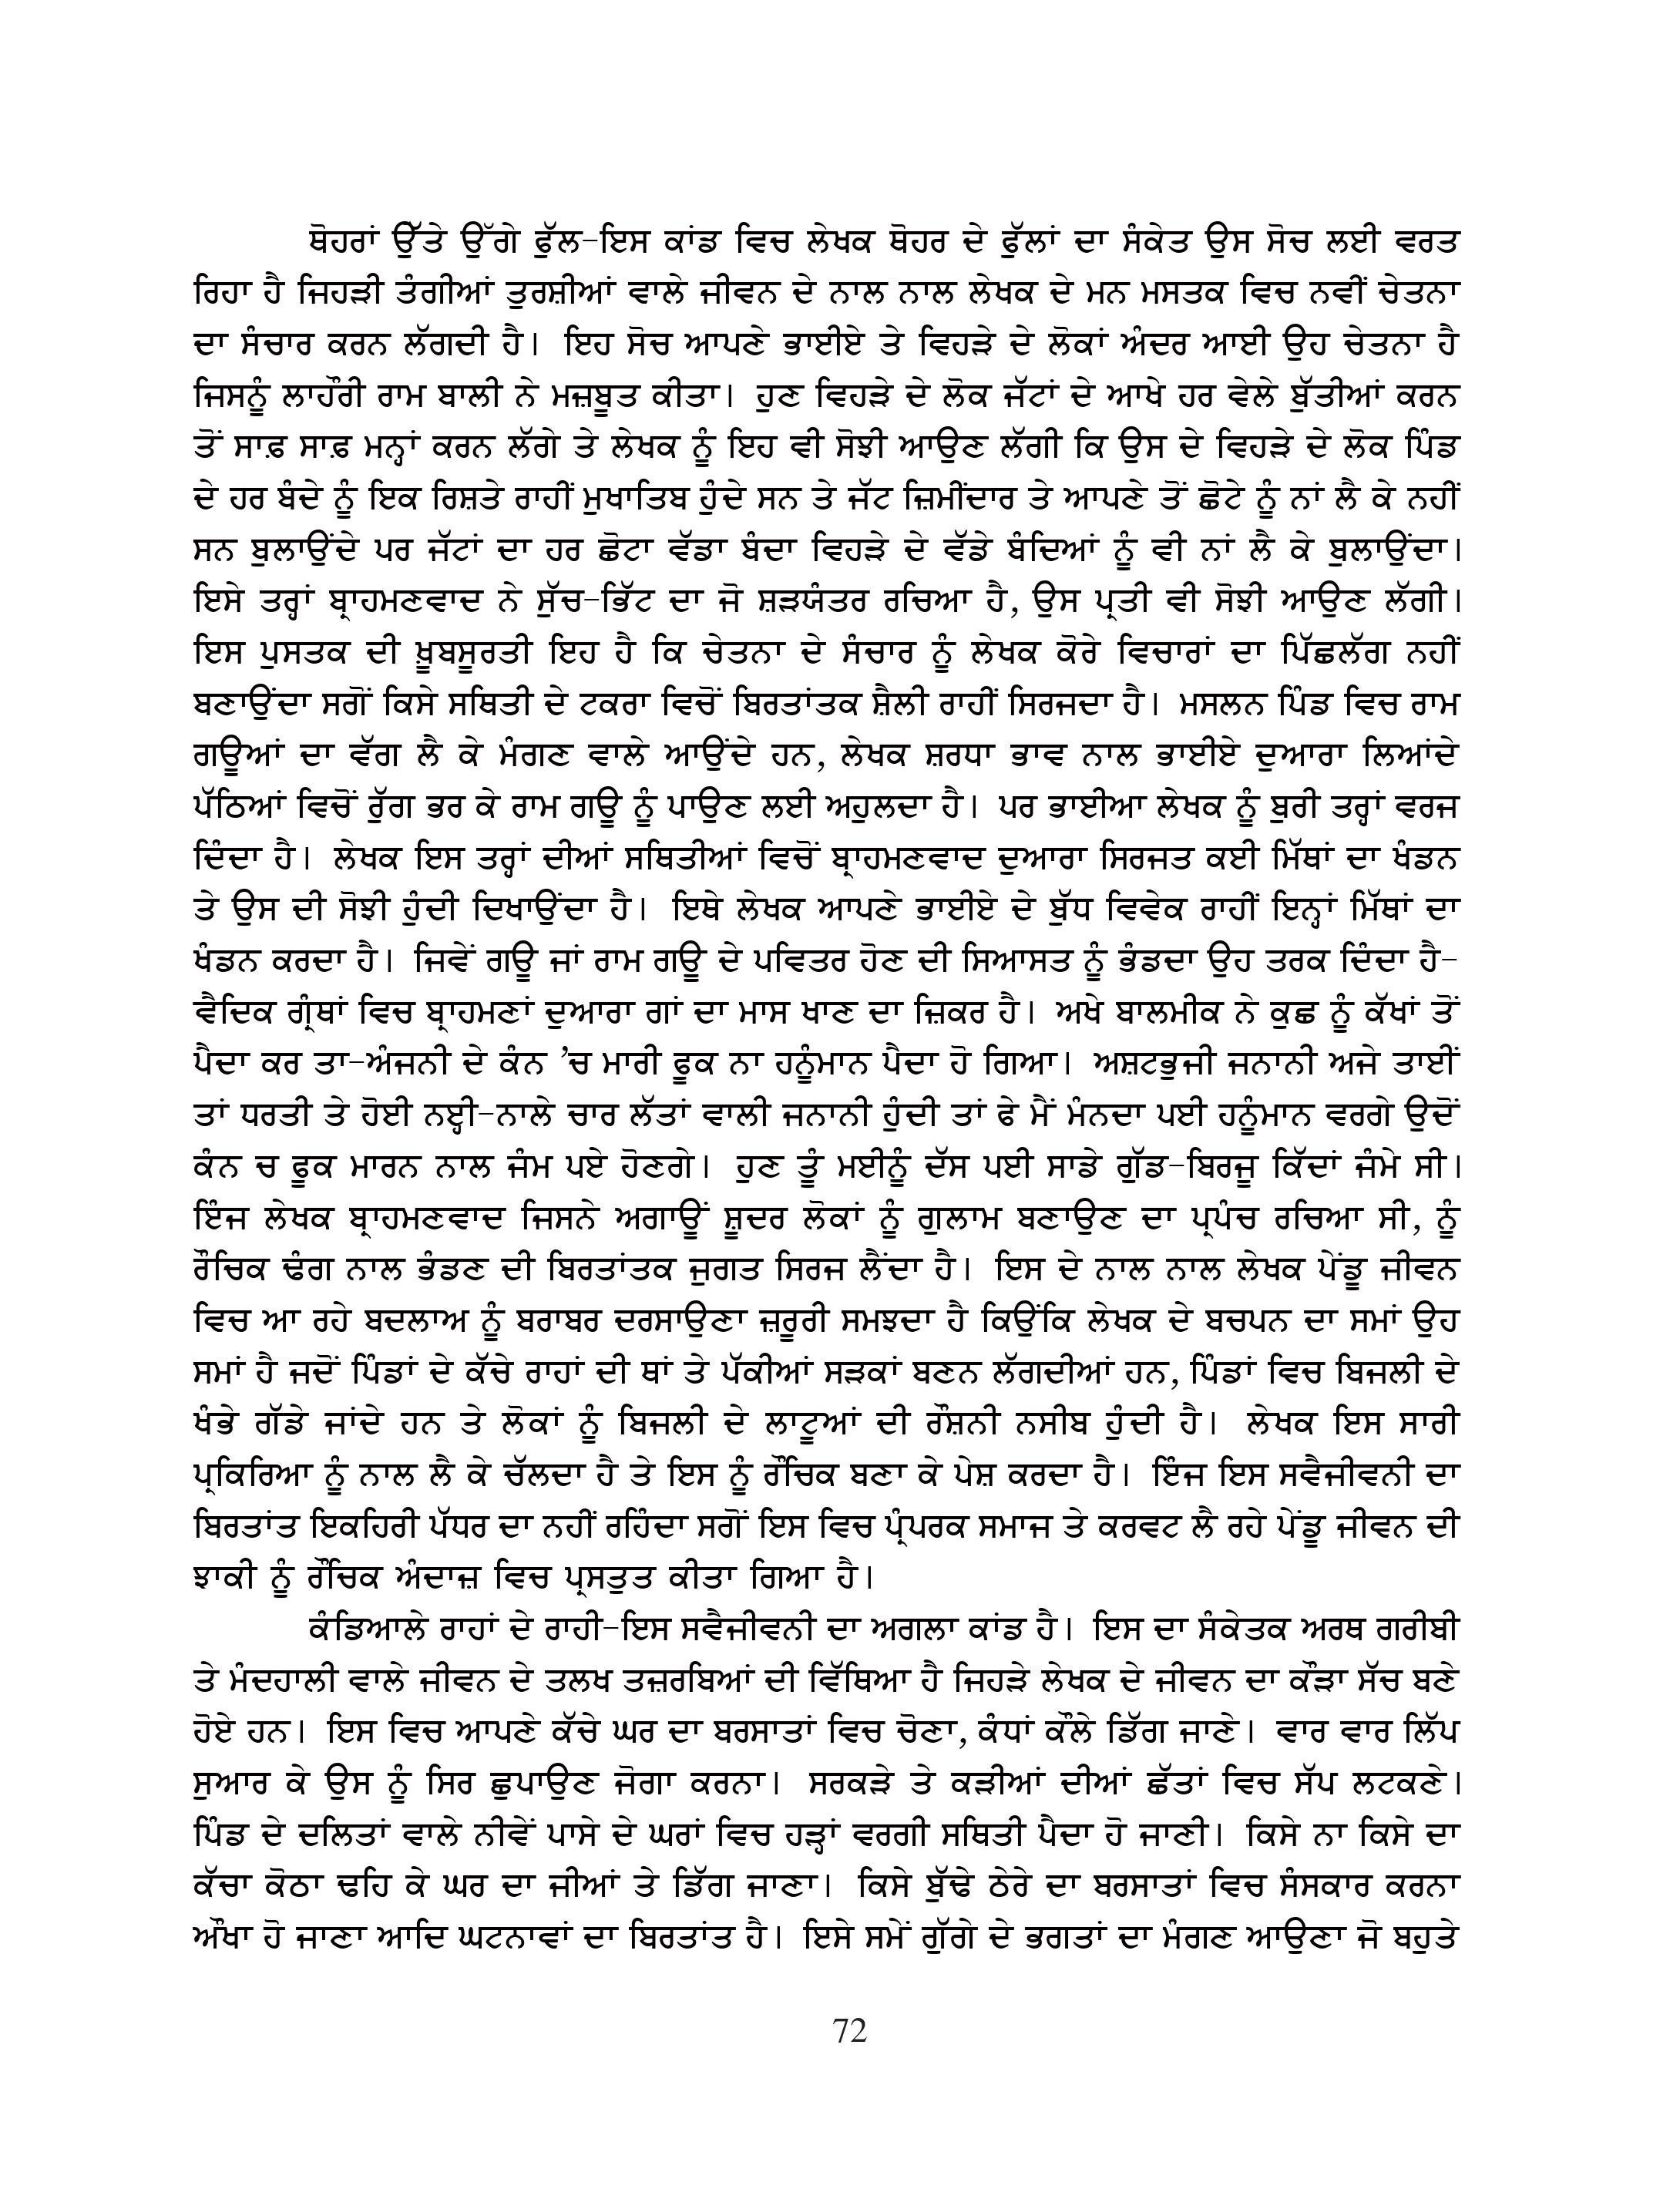 ਥੋਹਰਾਂ ਉੱਤੇ ਉੱਗੇ ਫੁੱਲ-ਇਸ ਕਾਂਡ ਵਿਚ ਲੇਖਕ ਥੋਹਰ ਦੇ ਫੁੱਲਾਂ ਦਾ ਸੰਕੇਤ ਉਸ ਸੋਚ ਲਈ ਵਰਤ
ਰਿਹਾ ਹੈ ਜਿਹੜੀ ਤੰਗੀਆਂ ਤੁਰਸ਼ੀਆਂ ਵਾਲੇ ਜੀਵਨ ਦੇ ਨਾਲ ਨਾਲ ਲੇਖਕ ਦੇ ਮਨ ਮਸਤਕ ਵਿਚ ਨਵੀਂ ਚੇਤਨਾ
ਦਾ ਸੰਚਾਰ ਕਰਨ ਲੱਗਦੀ ਹੈ। ਇਹ ਸੋਚ ਆਪਣੇ ਭਾਈਏ ਤੇ ਵਿਹੜੇ ਦੇ ਲੋਕਾਂ ਅੰਦਰ ਆਈ ਉਹ ਚੇਤਨਾ ਹੈ
ਜਿਸਨੂੰ ਲਾਹੌਰੀ ਰਾਮ ਬਾਲੀ ਨੇ ਮਜ਼ਬੂਤ ਕੀਤਾ। ਹੁਣ ਵਿਹੜੇ ਦੇ ਲੋਕ ਜੱਟਾਂ ਦੇ ਆਖੇ ਹਰ ਵੇਲੇ ਬੁੱਤੀਆਂ ਕਰਨ
ਤੋਂ ਸਾਫ਼ ਸਾਫ਼ ਮਨ੍ਹਾਂ ਕਰਨ ਲੱਗੇ ਤੇ ਲੇਖਕ ਨੂੰ ਇਹ ਵੀ ਸੋਝੀ ਆਉਣ ਲੱਗੀ ਕਿ ਉਸ ਦੇ ਵਿਹੜੇ ਦੇ ਲੋਕ ਪਿੰਡ
ਦੇ ਹਰ ਬੰਦੇ ਨੂੰ ਇਕ ਰਿਸ਼ਤੇ ਰਾਹੀਂ ਮੁਖਾਤਿਬ ਹੁੰਦੇ ਸਨ ਤੇ ਜੱਟ ਜ਼ਿਮੀਂਦਾਰ ਤੇ ਆਪਣੇ ਤੋਂ ਛੋਟੇ ਨੂੰ ਨਾਂ ਲੈ ਕੇ ਨਹੀਂ
ਸਨ ਬੁਲਾਉਂਦੇ ਪਰ ਜੱਟਾਂ ਦਾ ਹਰ ਛੋਟਾ ਵੱਡਾ ਬੰਦਾ ਵਿਹੜੇ ਦੇ ਵੱਡੇ ਬੰਦਿਆਂ ਨੂੰ ਵੀ ਨਾਂ ਲੈ ਕੇ ਬੁਲਾਉਂਦਾ।
ਇਸੇ ਤਰ੍ਹਾਂ ਬ੍ਰਾਹਮਣਵਾਦ ਨੇ ਸੁੱਚ-ਭਿੱਟ ਦਾ ਜੋ ਸ਼ੜਯੰਤਰ ਰਚਿਆ ਹੈ, ਉਸ ਪ੍ਰਤੀ ਵੀ ਸੋਝੀ ਆਉਣ ਲੱਗੀ।
ਇਸ ਪੁਸਤਕ ਦੀ ਖ਼ੂਬਸੂਰਤੀ ਇਹ ਹੈ ਕਿ ਚੇਤਨਾ ਦੇ ਸੰਚਾਰ ਨੂੰ ਲੇਖਕ ਕੋਰੇ ਵਿਚਾਰਾਂ ਦਾ ਪਿੱਛਲੱਗ ਨਹੀਂ
ਬਣਾਉਂਦਾ ਸਗੋਂ ਕਿਸੇ ਸਥਿਤੀ ਦੇ ਟਕਰਾ ਵਿਚੋਂ ਬਿਰਤਾਂਤਕ ਸ਼ੈਲੀ ਰਾਹੀਂ ਸਿਰਜਦਾ ਹੈ। ਮਸਲਨ ਪਿੰਡ ਵਿਚ ਰਾਮ
ਗਊਆਂ ਦਾ ਵੱਗ ਲੈ ਕੇ ਮੰਗਣ ਵਾਲੇ ਆਉਂਦੇ ਹਨ, ਲੇਖਕ ਸ਼ਰਧਾ ਭਾਵ ਨਾਲ ਭਾਈਏ ਦੁਆਰਾ ਲਿਆਂਦੇ
ਪੱਠਿਆਂ ਵਿਚੋਂ ਰੁੱਗ ਭਰ ਕੇ ਰਾਮ ਗਊ ਨੂੰ ਪਾਉਣ ਲਈ ਅਹੁਲਦਾ ਹੈ। ਪਰ ਭਾਈਆ ਲੇਖਕ ਨੂੰ ਬੁਰੀ ਤਰ੍ਹਾਂ ਵਰਜ
ਦਿੰਦਾ ਹੈ। ਲੇਖਕ ਇਸ ਤਰ੍ਹਾਂ ਦੀਆਂ ਸਥਿਤੀਆਂ ਵਿਚੋਂ ਬ੍ਰਾਹਮਣਵਾਦ ਦੁਆਰਾ ਸਿਰਜਤ ਕਈ ਮਿੱਥਾਂ ਦਾ ਖੰਡਨ
ਤੇ ਉਸ ਦੀ ਸੋਝੀ ਹੁੰਦੀ ਦਿਖਾਉਂਦਾ ਹੈ। ਇਥੇ ਲੇਖਕ ਆਪਣੇ ਭਾਈਏ ਦੇ ਬੁੱਧ ਵਿਵੇਕ ਰਾਹੀਂ ਇਨ੍ਹਾਂ ਮਿੱਥਾਂ ਦਾ
ਖੰਡਨ ਕਰਦਾ ਹੈ। ਜਿਵੇਂ ਗਊ ਜਾਂ ਰਾਮ ਗਊ ਦੇ ਪਵਿਤਰ ਹੋਣ ਦੀ ਸਿਆਸਤ ਨੂੰ ਭੰਡਦਾ ਉਹ ਤਰਕ ਦਿੰਦਾ ਹੈ-
ਵੈਦਿਕ ਗ੍ਰੰਥਾਂ ਵਿਚ ਬ੍ਰਾਹਮਣਾਂ ਦੁਆਰਾ ਗਾਂ ਦਾ ਮਾਸ ਖਾਣ ਦਾ ਜ਼ਿਕਰ ਹੈ। ਅਖੇ ਬਾਲਮੀਕ ਨੇ ਕੁਛ ਨੂੰ ਕੱਖਾਂ ਤੋਂ
ਪੈਦਾ ਕਰ ਤਾ-ਅੰਜਨੀ ਦੇ ਕੰਨ ’ਚ ਮਾਰੀ ਫੂਕ ਨਾ ਹਨੂੰਮਾਨ ਪੈਦਾ ਹੋ ਗਿਆ। ਅਸ਼ਟਭੁਜੀ ਜਨਾਨੀ ਅਜੇ ਤਾਈਂ
ਤਾਂ ਧਰਤੀ ਤੇ ਹੋਈ ਨਈ੍ਹ-ਨਾਲੇ ਚਾਰ ਲੱਤਾਂ ਵਾਲੀ ਜਨਾਨੀ ਹੁੰਦੀ ਤਾਂ ਫੇ ਮੈਂ ਮੰਨਦਾ ਪਈ ਹਨੂੰਮਾਨ ਵਰਗੇ ਉਦੋਂ
ਕੰਨ ਚ ਫੂਕ ਮਾਰਨ ਨਾਲ ਜੰਮ ਪਏ ਹੋਣਗੇ। ਹੁਣ ਤੂੰ ਮਈਨੂੰ ਦੱਸ ਪਈ ਸਾਡੇ ਗੁੱਡ-ਬਿਰਜੂ ਕਿੱਦਾਂ ਜੰਮੇ ਸੀ।
ਇੰਜ ਲੇਖਕ ਬ੍ਰਾਹਮਣਵਾਦ ਜਿਸਨੇ ਅਗਾਊਂ ਸ਼ੂਦਰ ਲੋਕਾਂ ਨੂੰ ਗੁਲਾਮ ਬਣਾਉਣ ਦਾ ਪ੍ਰਪੰਚ ਰਚਿਆ ਸੀ, ਨੂੰ
ਰੌਚਿਕ ਢੰਗ ਨਾਲ ਭੰਡਣ ਦੀ ਬਿਰਤਾਂਤਕ ਜੁਗਤ ਸਿਰਜ ਲੈਂਦਾ ਹੈ। ਇਸ ਦੇ ਨਾਲ ਨਾਲ ਲੇਖਕ ਪੇਂਡੂ ਜੀਵਨ
ਵਿਚ ਆ ਰਹੇ ਬਦਲਾਅ ਨੂੰ ਬਰਾਬਰ ਦਰਸਾਉਣਾ ਜ਼ਰੂਰੀ ਸਮਝਦਾ ਹੈ ਕਿਉਂਕਿ ਲੇਖਕ ਦੇ ਬਚਪਨ ਦਾ ਸਮਾਂ ਉਹ
ਸਮਾਂ ਹੈ ਜਦੋਂ ਪਿੰਡਾਂ ਦੇ ਕੱਚੇ ਰਾਹਾਂ ਦੀ ਥਾਂ ਤੇ ਪੱਕੀਆਂ ਸੜਕਾਂ ਬਣਨ ਲੱਗਦੀਆਂ ਹਨ, ਪਿੰਡਾਂ ਵਿਚ ਬਿਜਲੀ ਦੇ
ਖੰਭੇ ਗੱਡੇ ਜਾਂਦੇ ਹਨ ਤੇ ਲੋਕਾਂ ਨੂੰ ਬਿਜਲੀ ਦੇ ਲਾਟੂਆਂ ਦੀ ਰੌਸ਼ਨੀ ਨਸੀਬ ਹੁੰਦੀ ਹੈ। ਲੇਖਕ ਇਸ ਸਾਰੀ
ਪ੍ਰਕਿਰਿਆ ਨੂੰ ਨਾਲ ਲੈ ਕੇ ਚੱਲਦਾ ਹੈ ਤੇ ਇਸ ਨੂੰ ਰੌਚਿਕ ਬਣਾ ਕੇ ਪੇਸ਼ ਕਰਦਾ ਹੈ। ਇੰਜ ਇਸ ਸਵੈਜੀਵਨੀ ਦਾ
ਬਿਰਤਾਂਤ ਇਕਹਿਰੀ ਪੱਧਰ ਦਾ ਨਹੀਂ ਰਹਿੰਦਾ ਸਗੋਂ ਇਸ ਵਿਚ ਪ੍ਰੰਪਰਕ ਸਮਾਜ ਤੇ ਕਰਵਟ ਲੈ ਰਹੇ ਪੇਂਡੂ ਜੀਵਨ ਦੀ
ਝਾਕੀ ਨੂੰ ਰੌਚਿਕ ਅੰਦਾਜ਼ ਵਿਚ ਪ੍ਰਸਤੁਤ ਕੀਤਾ ਗਿਆ ਹੈ।
ਕੰਡਿਆਲੇ ਰਾਹਾਂ ਦੇ ਰਾਹੀ-ਇਸ ਸਵੈਜੀਵਨੀ ਦਾ ਅਗਲਾ ਕਾਂਡ ਹੈ। ਇਸ ਦਾ ਸੰਕੇਤਕ ਅਰਥ ਗਰੀਬੀ
ਤੇ ਮੰਦਹਾਲੀ ਵਾਲੇ ਜੀਵਨ ਦੇ ਤਲਖ ਤਜ਼ਰਬਿਆਂ ਦੀ ਵਿੱਥਿਆ ਹੈ ਜਿਹੜੇ ਲੇਖਕ ਦੇ ਜੀਵਨ ਦਾ ਕੌੜਾ ਸੱਚ ਬਣੇ
ਹੋਏ ਹਨ। ਇਸ ਵਿਚ ਆਪਣੇ ਕੱਚੇ ਘਰ ਦਾ ਬਰਸਾਤਾਂ ਵਿਚ ਚੋਣਾ, ਕੰਧਾਂ ਕੌਲੇ ਡਿੱਗ ਜਾਣੇ। ਵਾਰ ਵਾਰ ਲਿੱਪ
ਸੁਆਰ ਕੇ ਉਸ ਨੂੰ ਸਿਰ ਛੁਪਾਉਣ ਜੋਗਾ ਕਰਨਾ। ਸਰਕੜੇ ਤੇ ਕੜੀਆਂ ਦੀਆਂ ਛੱਤਾਂ ਵਿਚ ਸੱਪ ਲਟਕਣੇ।
ਪਿੰਡ ਦੇ ਦਲਿਤਾਂ ਵਾਲੇ ਨੀਵੇਂ ਪਾਸੇ ਦੇ ਘਰਾਂ ਵਿਚ ਹੜ੍ਹਾਂ ਵਰਗੀ ਸਥਿਤੀ ਪੈਦਾ ਹੋ ਜਾਣੀ। ਕਿਸੇ ਨਾ ਕਿਸੇ ਦਾ
ਕੱਚਾ ਕੋਠਾ ਢਹਿ ਕੇ ਘਰ ਦਾ ਜੀਆਂ ਤੇ ਡਿੱਗ ਜਾਣਾ। ਕਿਸੇ ਬੁੱਢੇ ਠੇਰੇ ਦਾ ਬਰਸਾਤਾਂ ਵਿਚ ਸੰਸਕਾਰ ਕਰਨਾ
ਔਖਾ ਹੋ ਜਾਣਾ ਆਦਿ ਘਟਨਾਵਾਂ ਦਾ ਬਿਰਤਾਂਤ ਹੈ। ਇਸੇ ਸਮੇਂ ਗੁੱਗੇ ਦੇ ਭਗਤਾਂ ਦਾ ਮੰਗਣ ਆਉਣਾ ਜੋ ਬਹੁਤੇ
72